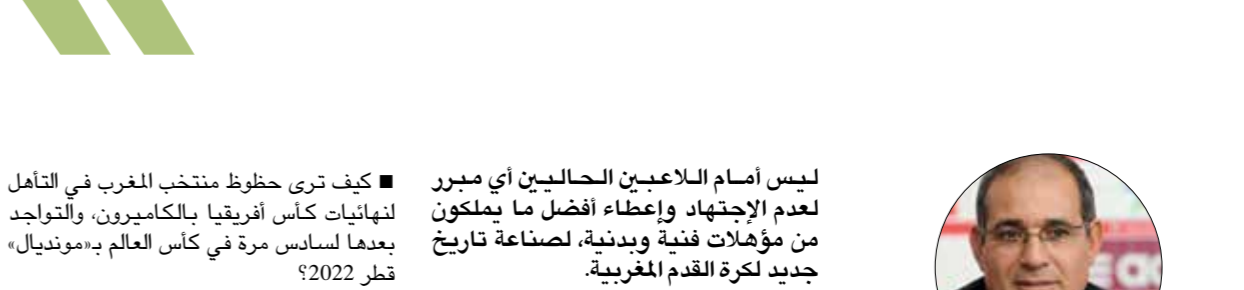 ليس أمام اللاعبين الحاليين أي مبرر
لعدم الإجتهاد وإعطاء أفضل ما يملكون
من مؤهلات فنية وبدنية، لصناعة تاريخ
جديد لكرة القدم المغربية.
■ كيف ترى حظوظ منتخب المغرب في التأهل
لنهائيات كأس أفريقيا بالكاميرون، والتواجد
بعدها لسادس مرة في كأس العالم بـ«مونديال»
قطر 2022؟